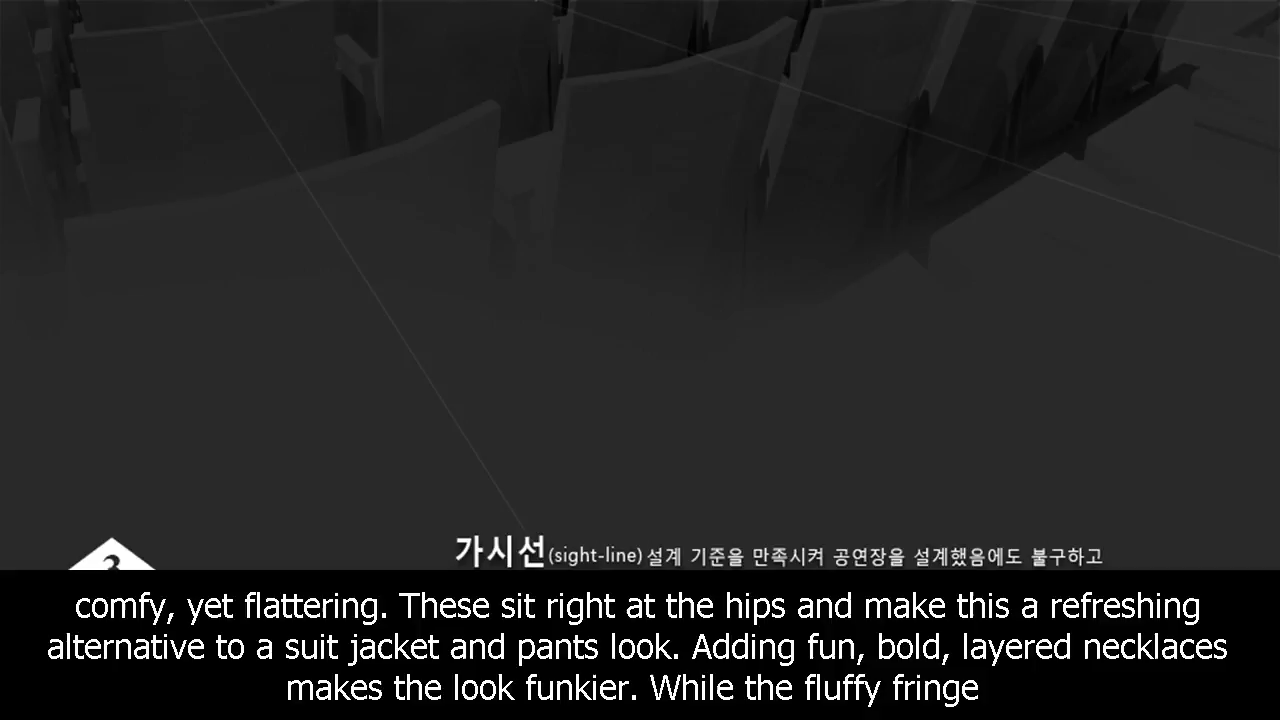 3
가시선(sight-line) 설계 기준을 만족시켜 공연장을 설계했음에도 불구하고
comfy, yet flattering. These sit right at the hips and make this a refreshing
alternative to a suit jacket and pants look. Adding fun, bold, layered necklaces
makes the look funkier. While the fluffy fringe